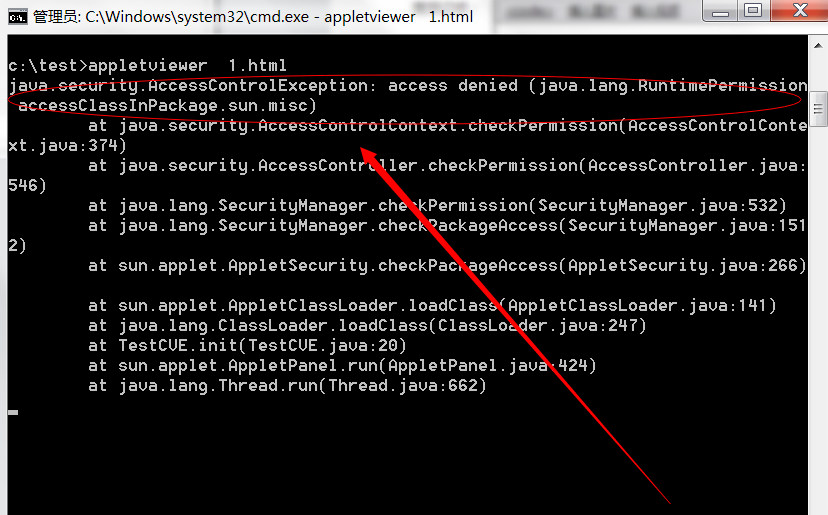 管理员: C:\Windows\system32\cmd.exe - appletviewer  1.html
c:\test>appletviewer  1.html
java.security.AccessControlException: access denied (java.lang.RuntimePermission
 accessClassInPackage.sun.misc)
        at java.security.AccessControlContext.checkPermission(AccessControlConte
xt.java:374)
        at java.security.AccessController.checkPermission(AccessController.java:
546)
        at java.lang.SecurityManager.checkPermission(SecurityManager.java:532)
        at java.lang.SecurityManager.checkPackageAccess(SecurityManager.java:151
2)
        at sun.applet.AppletSecurity.checkPackageAccess(AppletSecurity.java:266)
        at sun.applet.AppletClassLoader.loadClass(AppletClassLoader.java:141)
        at java.lang.ClassLoader.loadClass(ClassLoader.java:247)
        at TestCVE.init(TestCVE.java:20)
        at sun.applet.AppletPanel.run(AppletPanel.java:424)
        at java.lang.Thread.run(Thread.java:662)